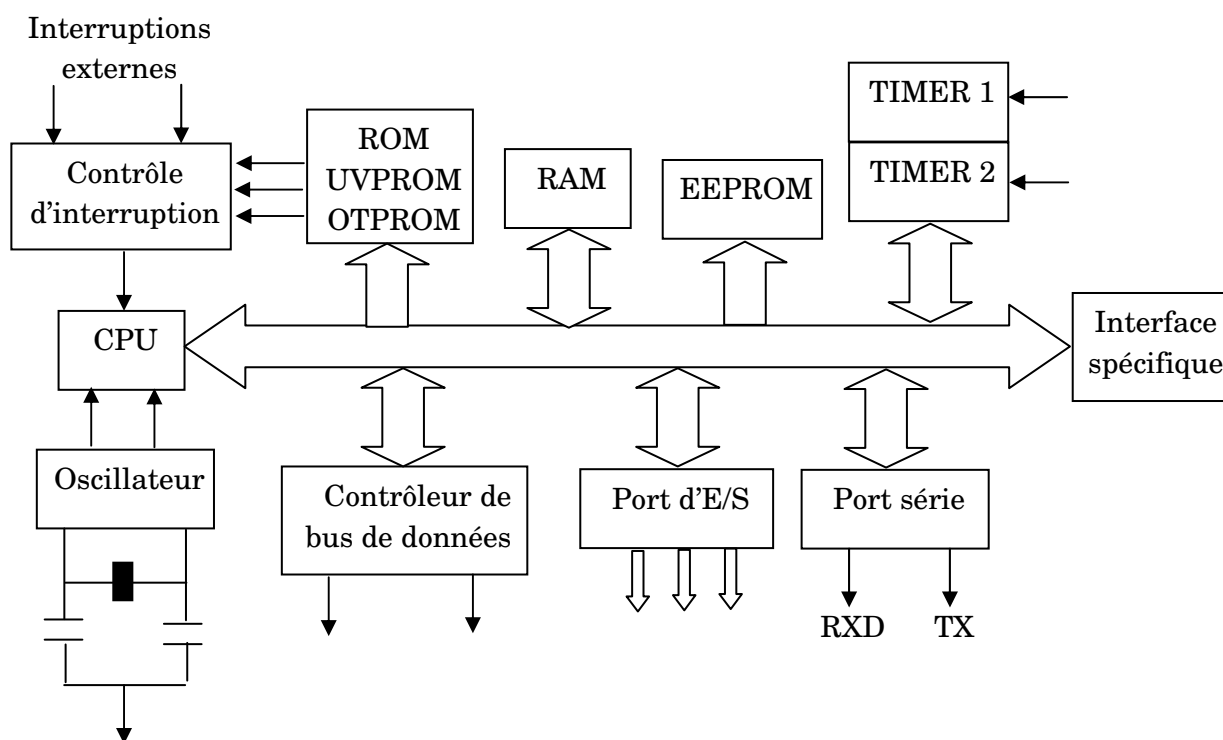 Interruptions
externes
Contrôle
d'interruption
ROM
UVPROM
OTPROM
RAM
EEPROM
TIMER 1
TIMER 2
CPU
Interface
spécifique
Oscillateur
Contrôleur de
bus de données
Port d'E/S
Port série
RXD
TX